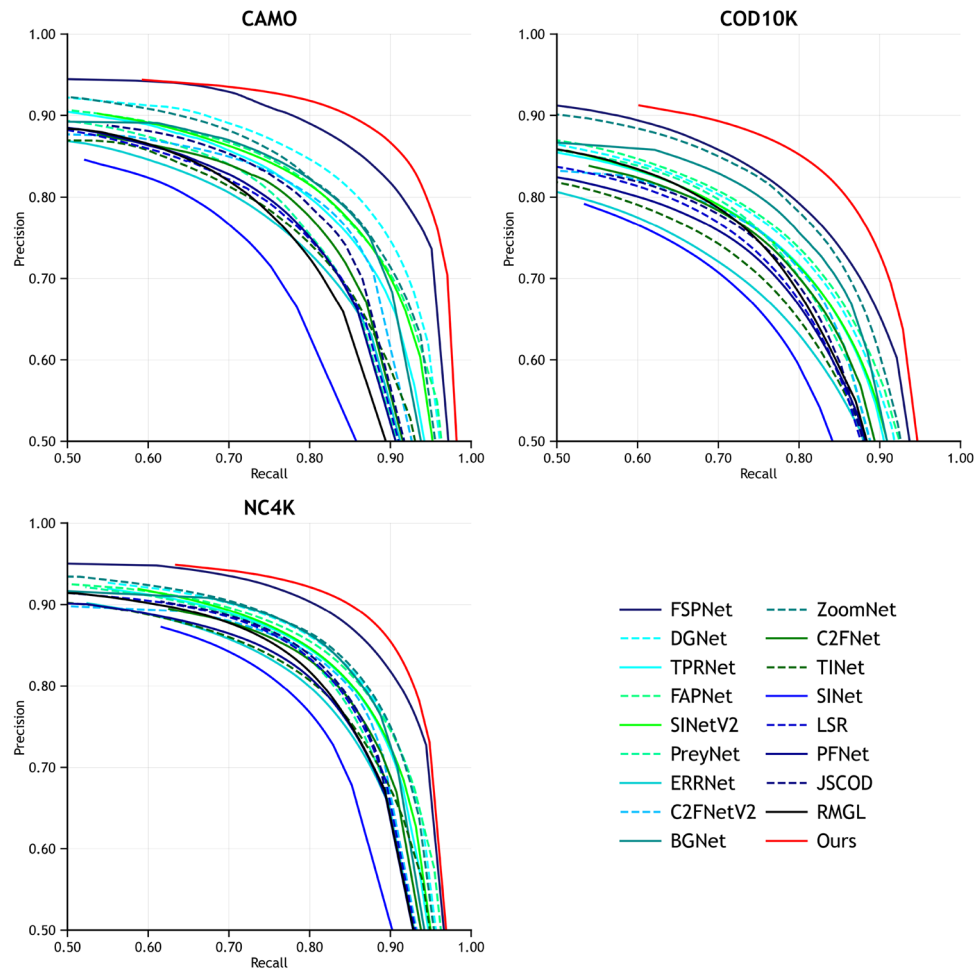 CAMO
1.00
0.90
0.80
0.70
0.60
0.50
Precision
0.50 0.60 0.70 0.80 0.90 1.00
Recall
COD10K
1.00
0.90
0.80
0.70
0.60
0.50
Precision
0.50 0.60 0.70 0.80 0.90 1.00
Recall
NC4K
1.00
0.90
0.80
0.70
0.60
0.50
Precision
0.50 0.60 0.70 0.80 0.90 1.00
Recall
FSPNet
DGNet
TPRNet
FAPNet
SINetV2
PreyNet
ERRNet
C2FNetV2
BGNet
ZoomNet
C2FNet
TINet
SINet
LSR
PFNet
JSCOD
RMGL
Ours